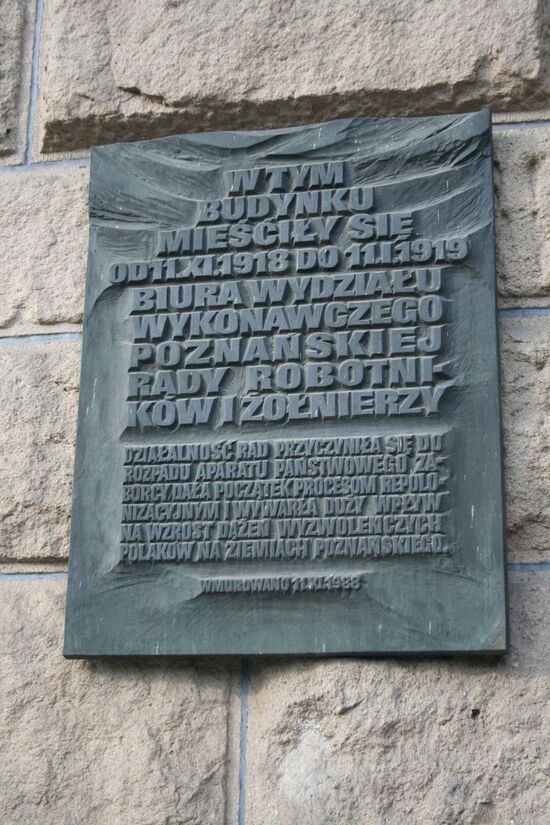 W TYM
BUDYNKU
MIEŚCIŁY SIĘ
OD 11.XI.1918 DO 11.I.1919
BIURA WYDZIAŁU
WYKONAWCZEGO
POZNAŃSKIEJ
RADY ROBOTNI-
KÓW I ŻOŁNIERZY
DZIAŁALNOŚĆ RAD PRZYCZYNIŁA SIĘ DO
ROZPADU APARATU PAŃSTWOWEGO ZA-
BORCY, DAŁA POCZĄTEK PROCESOM REPOLO-
NIZACYJNYM I WYWARŁA DUŻY WPŁYW
NA WZROST DĄŻEŃ WYZWOLEŃCZYCH
POLAKÓW NA ZIEMIACH POZNAŃSKIEGO.
WMUROWANO 11.XI.1988